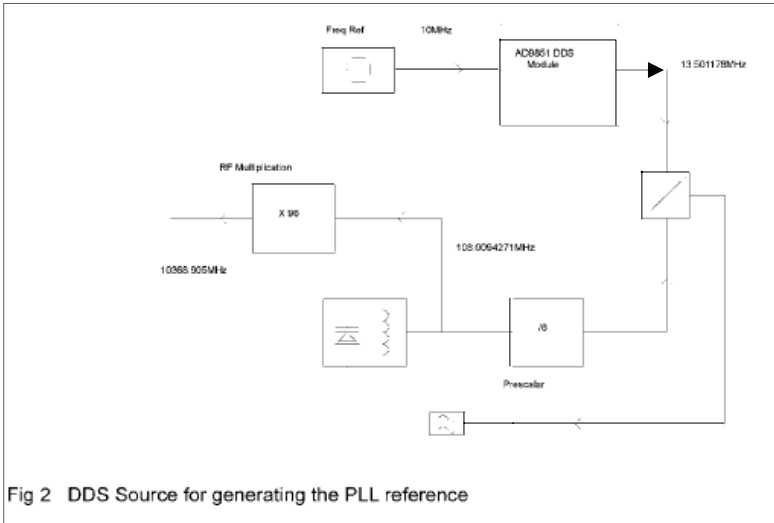 Freq Ref
10MHz
AD9851 DDS
Module
13.501178MHz
RF Multiplication
X 96
108.0094271MHz
10368.905MHz
/8
Prescalar
Fig 2 DDS Source for generating the PLL reference